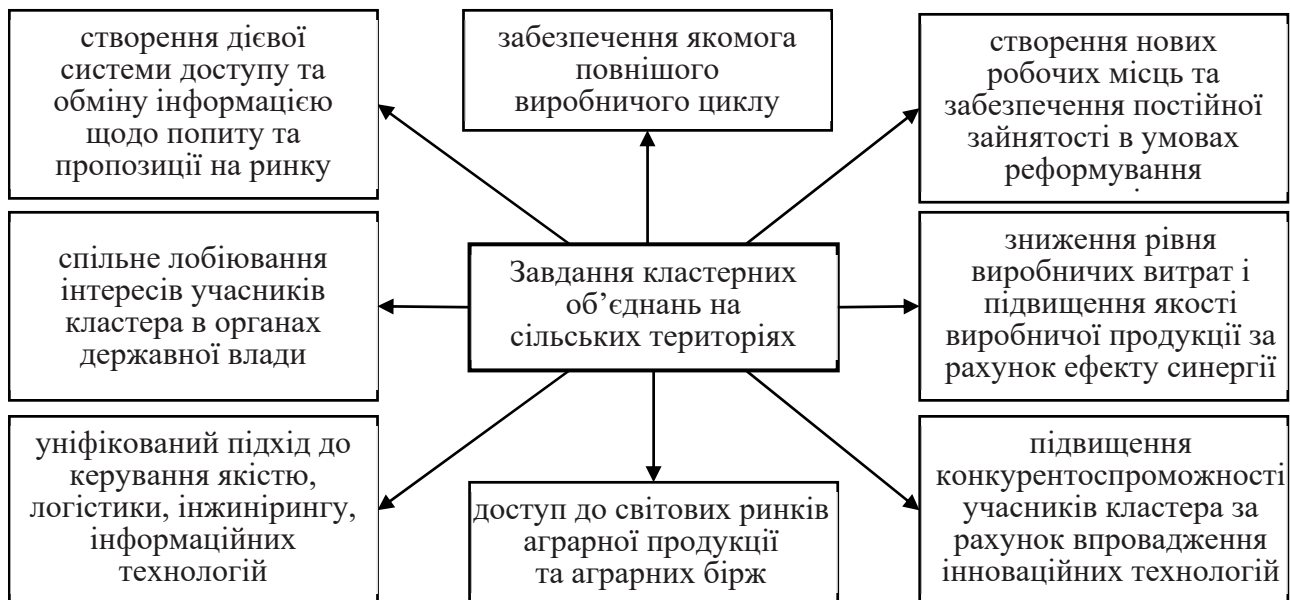 створення дієвої
системи доступу та
обміну інформацією
щодо попиту та
пропозиції на ринку
забезпечення якомога
повнішого
виробничого циклу
створення нових
робочих місць та
забезпечення постійної
зайнятості в умовах
реформування
спільне лобіювання
інтересів учасників
кластера в органах
державної влади
Завдання кластерних
об’єднань на
сільських територіях
зниження рівня
виробничих витрат і
підвищення якості
виробничої продукції за
рахунок ефекту синергії
уніфікований підхід до
керування якістю,
логістики, інжинірингу,
інформаційних
технологій
доступ до світових ринків
аграрної продукції
та аграрних бірж
підвищення
конкурентоспроможності
учасників кластера за
рахунок впровадження
інноваційних технологій